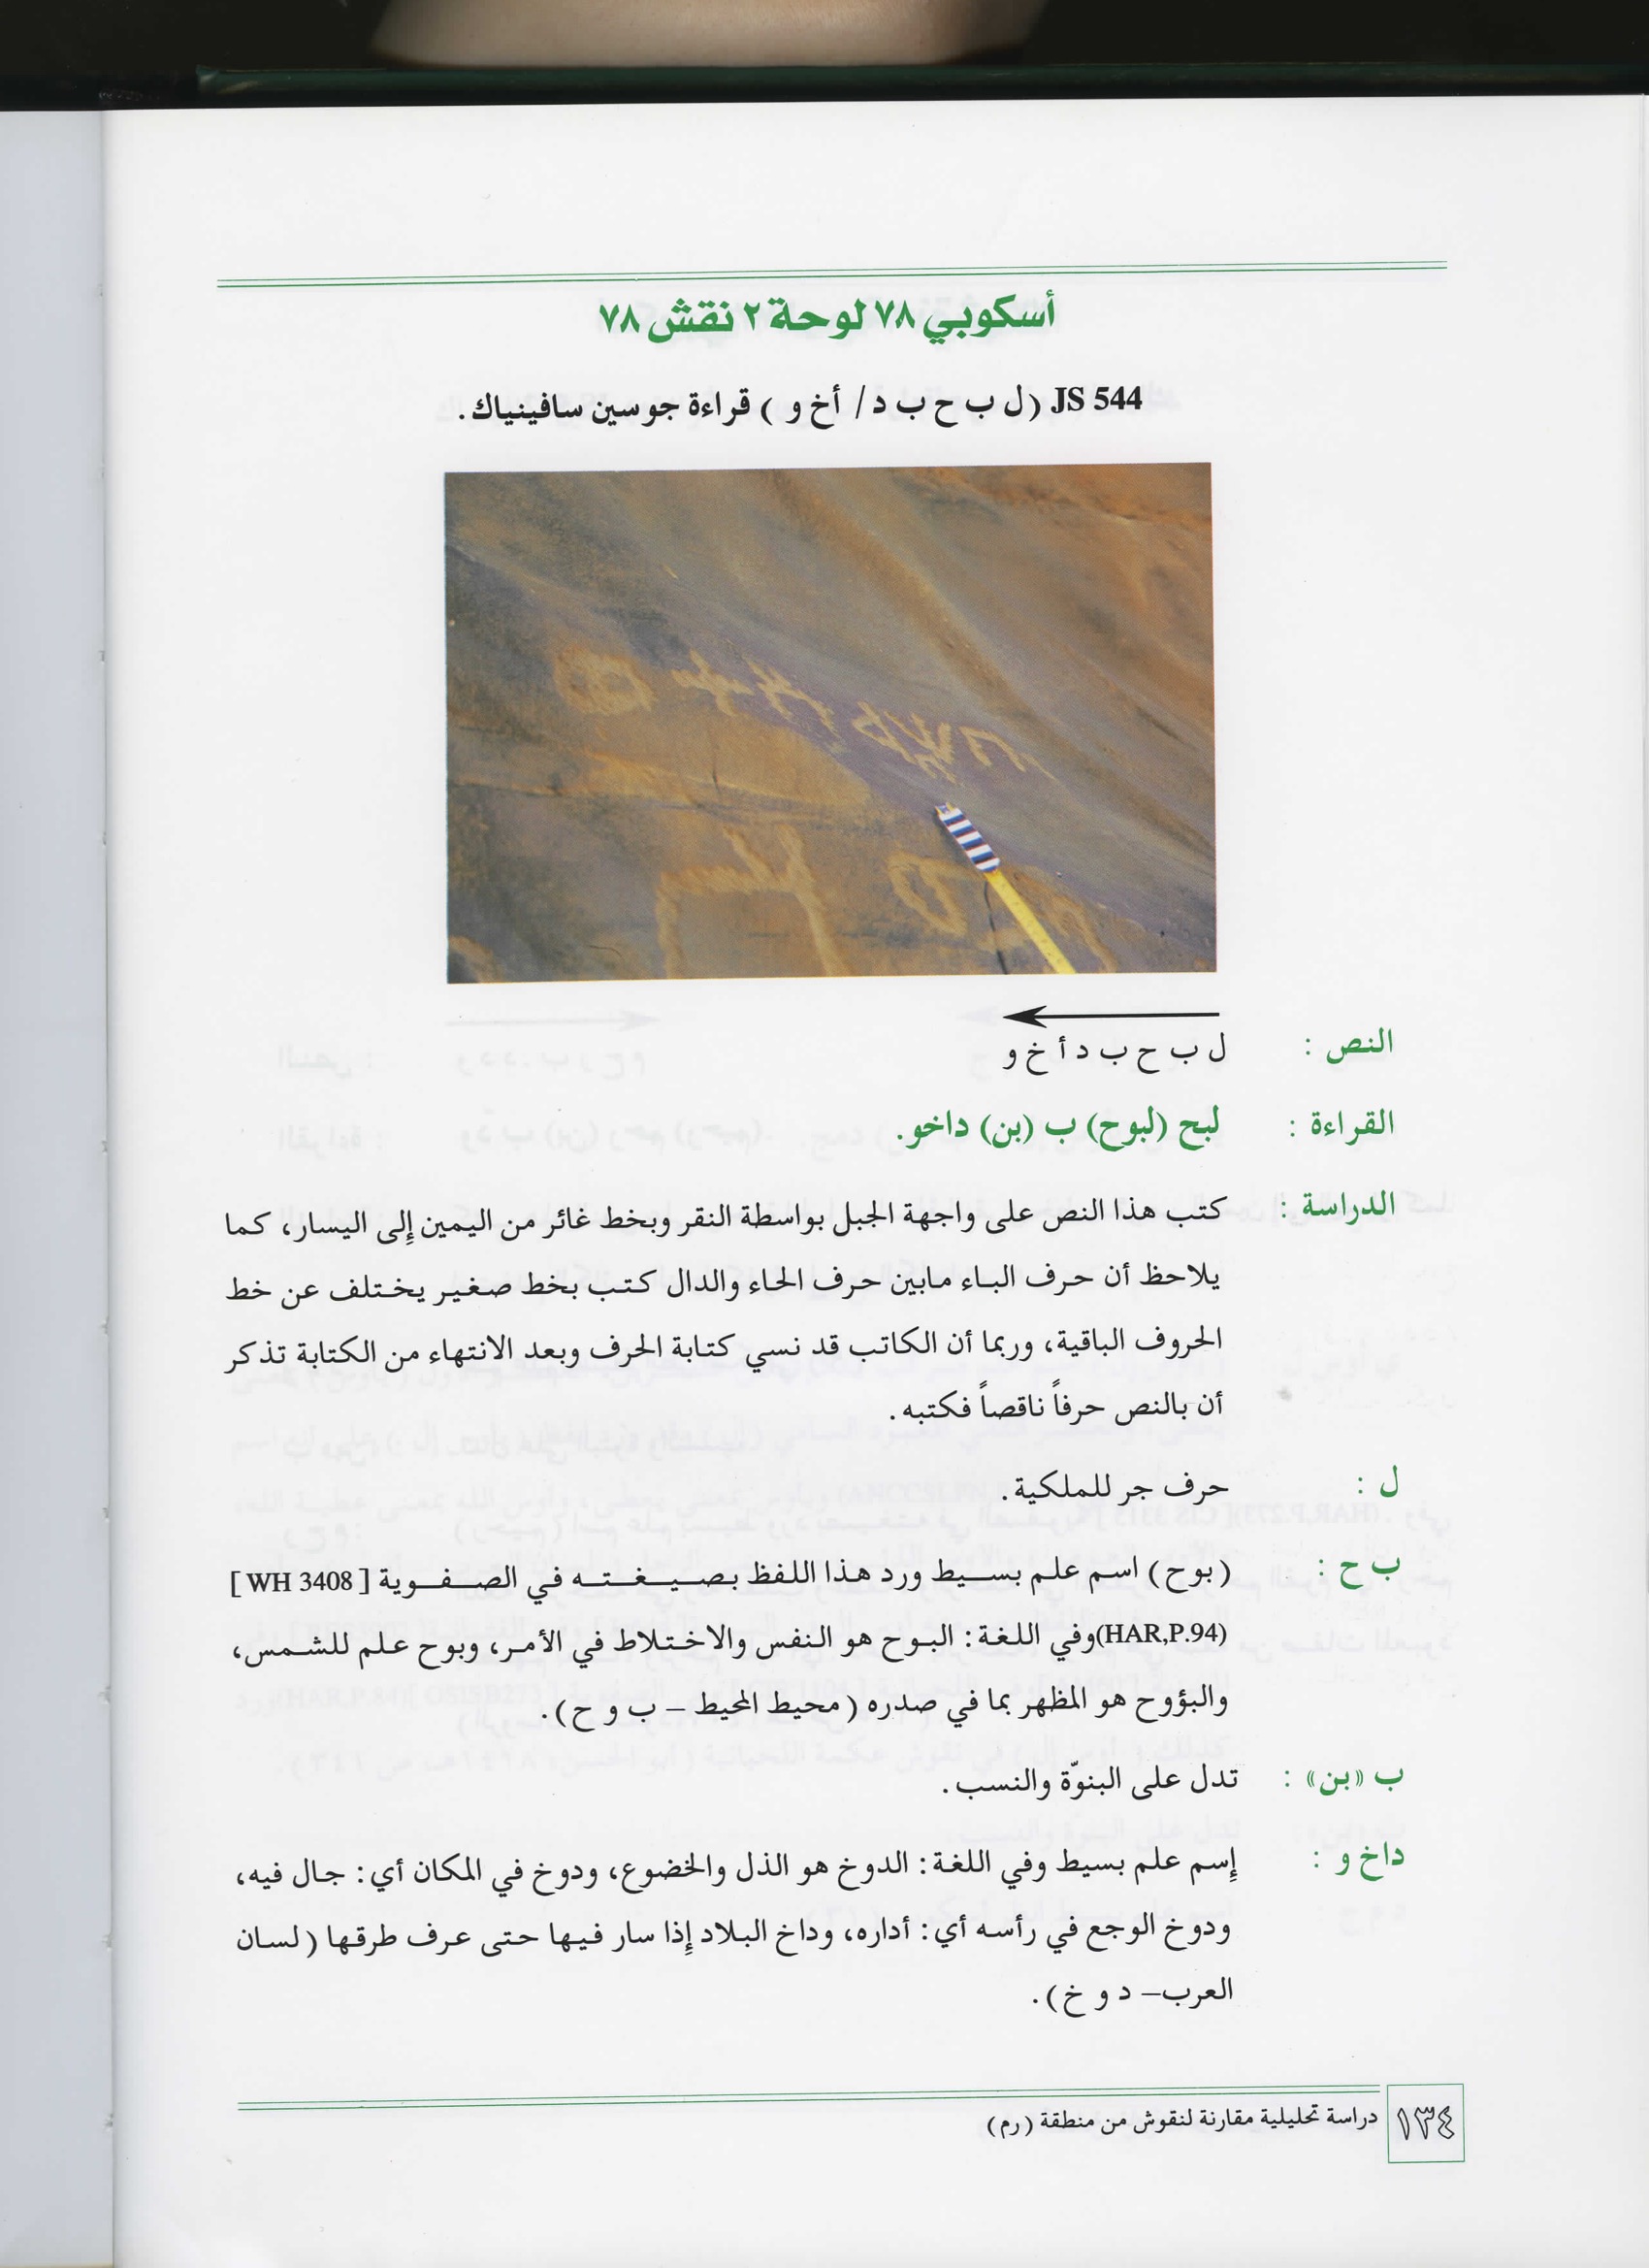 أسكوبي ٧٨ لوحة ٢ نقش ٧٨
JS 544 (ل ب ح ب د/ أخ و) قراءة جوسين سافينياك.
النص : ل ب ح ب د أ خ و
القراءة : لبح (لبوح) ب (بن) داخو.
الدراسة : كتب هذا النص على واجهة الجبل بواسطة النقر وبخط غائر من اليمين إلى اليسار، كما
يلاحظ أن حرف الباء مابين حرف الحاء والدال كتب بخط صغير يختلف عن خط
الحروف الباقية، وربما أن الكاتب قد نسي كتابة الحرف وبعد الانتهاء من الكتابة تذكر
أن بالنص حرفاً ناقصاً فكتبه.
ل : حرف جر للملكية.
ب ح : (بوح) اسم علم بسيط ورد هذا اللفظ بصيغته في الصفوية [WH 3408]
(HAR,P.94) وفي اللغة: البوح هو النفس والاختلاط في الأمر، وبوح علم للشمس،
والبؤوح هو المظهر بما في صدره (محيط المحيط – ب و ح).
ب «بن» : تدل على البنوّة والنسب.
داخ و : إسم علم بسيط وفي اللغة: الدوخ هو الذل والخضوع، ودوخ في المكان أي: جال فيه،
ودوخ الوجع في رأسه أي: أداره، وداخ البلاد إذا سار فيها حتى عرف طرقها (لسان
العرب– د و خ).
١٣٤ دراسة تحليلية مقارنة لنقوش من منطقة (رم)